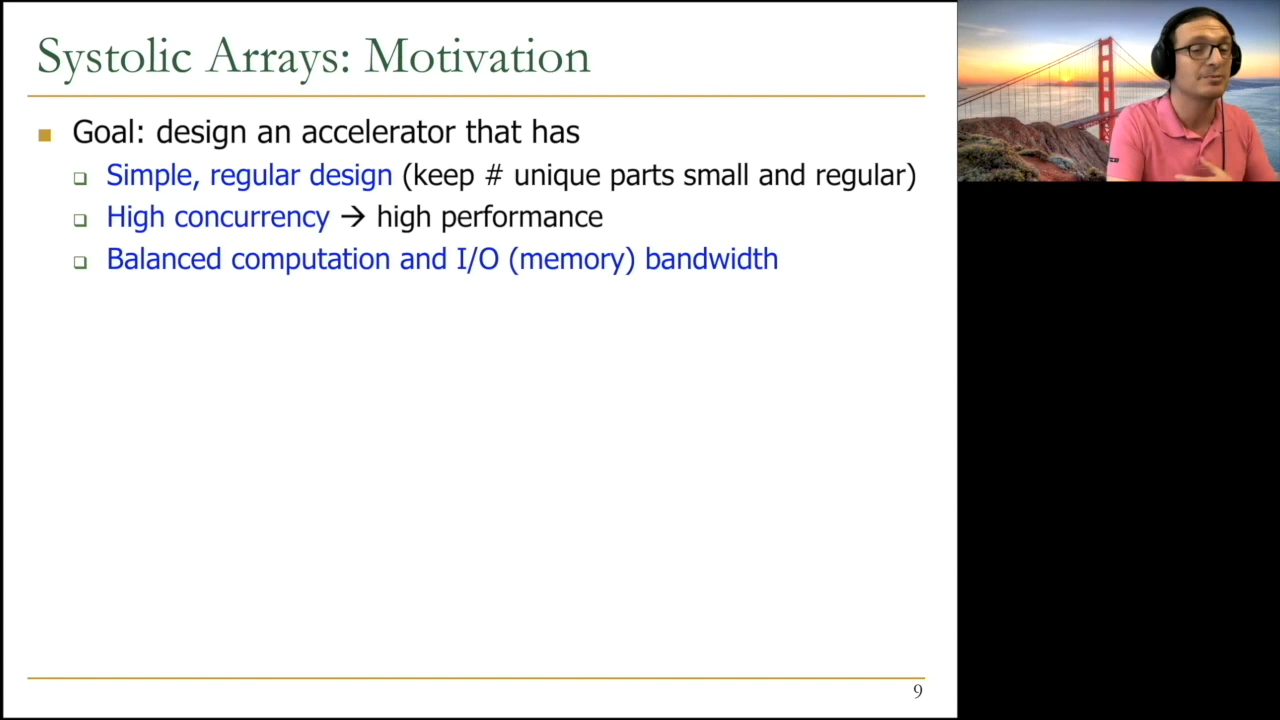 Systolic Arrays: Motivation
Goal: design an accelerator that has
Simple, regular design (keep # unique parts small and regular)
High concurrency → high performance
Balanced computation and I/O (memory) bandwidth
9